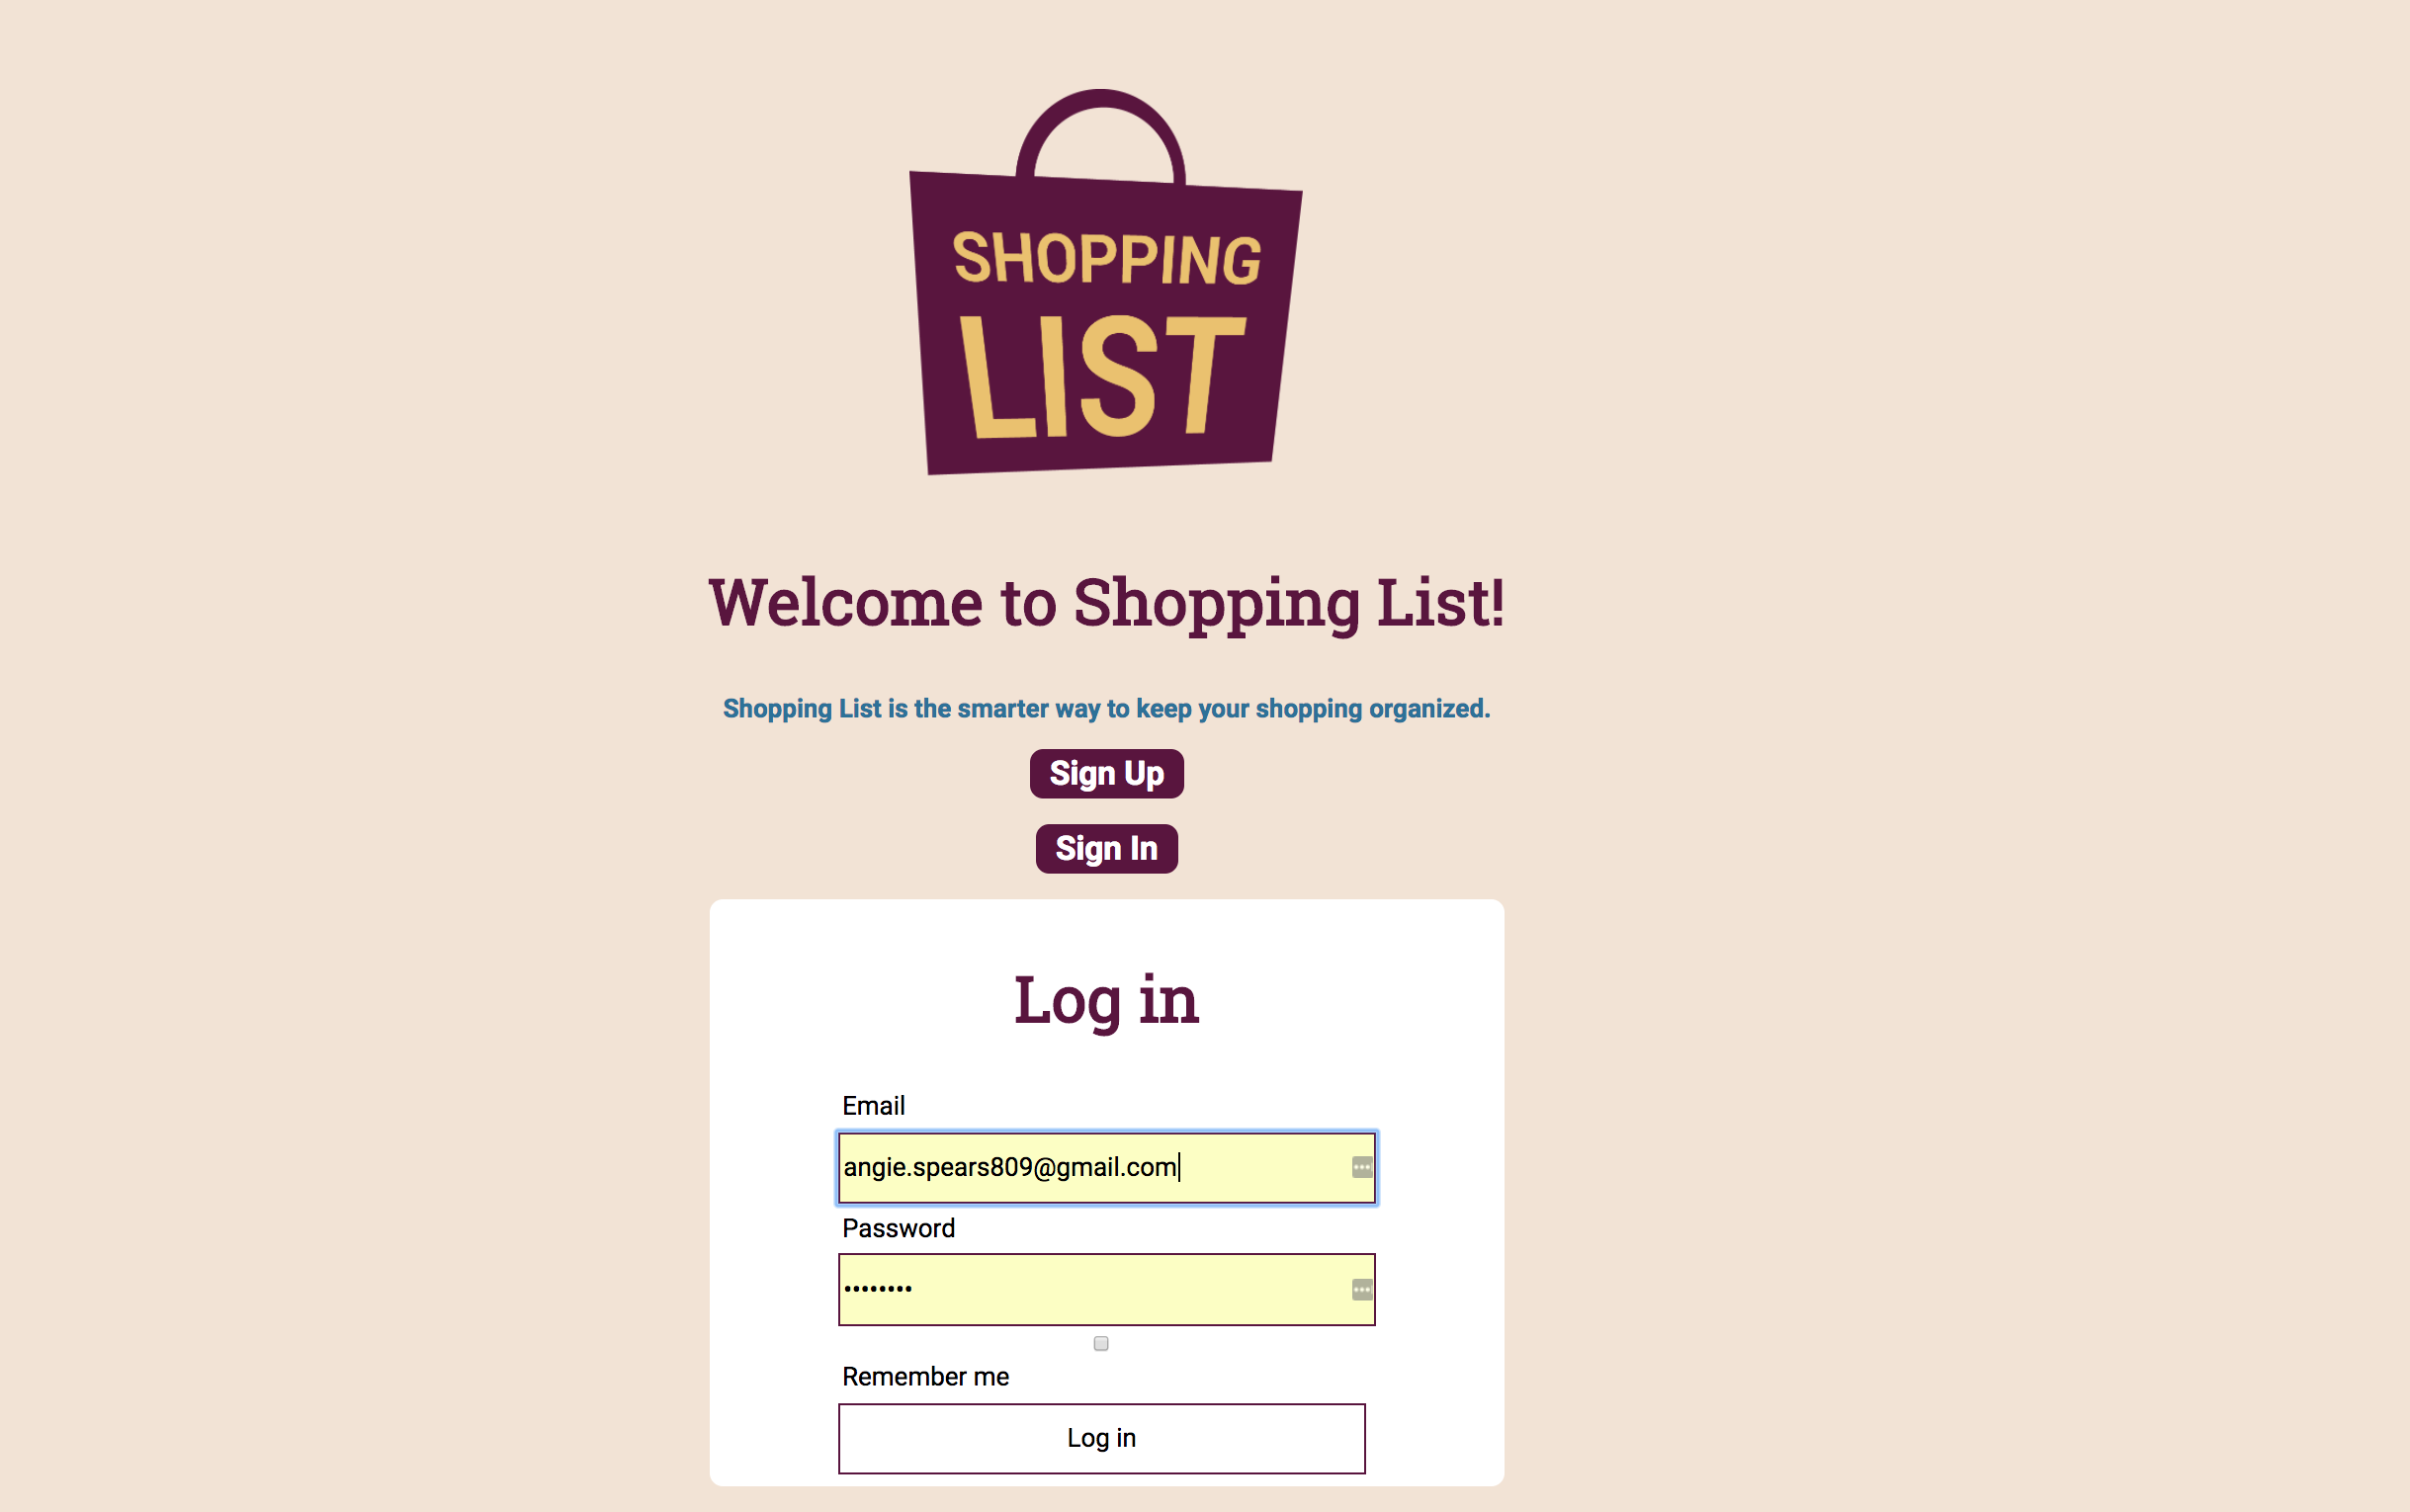 SHOPPING
LIST
Welcome to Shopping List!
Shopping List is the smarter way to keep your shopping organized.
Sign Up
Sign In
Log in
Email
angie.spears809@gmail.com
Password
••••••••
Remember me
Log in